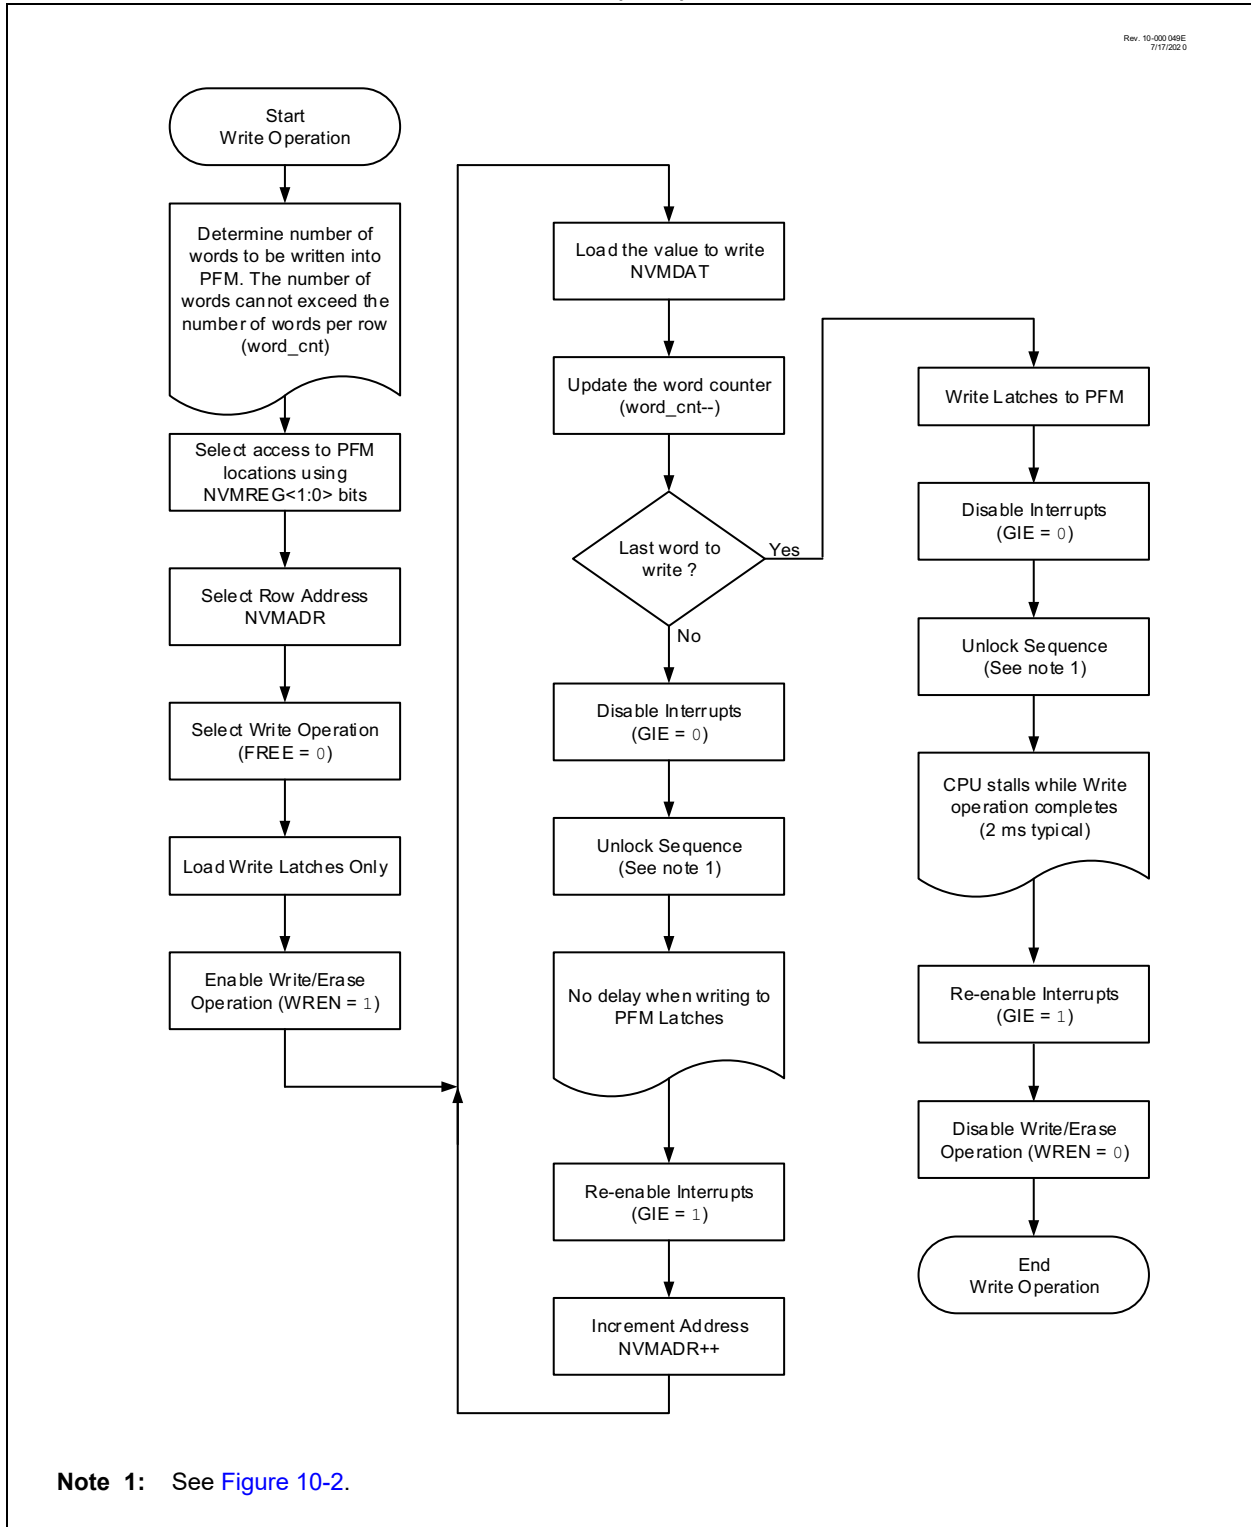 Rev. 10-000 049E
7/17/202 0
Start
Write Operation
Determine number of
words to be written into
PFM. The number of
words cannot exceed the
number of words per row
(word_cnt)
Select access to PFM
locations using
NVMREG<1:0> bits
Select Row Address
NVMADR
Select Write Operation
(FREE = 0)
Load Write Latches Only
Enable Write/Erase
Operation (WREN = 1)
Load the value to write
NVMDAT
Update the word counter
(word_cnt--)
Last word to
write ?
Yes
No
Disable Interrupts
(GIE = 0)
Unlock Sequence
(See note 1)
No delay when writing to
PFM Latches
Re-enable Interrupts
(GIE = 1)
Increment Address
NVMADR++
Write Latches to PFM
Disable Interrupts
(GIE = 0)
Unlock Sequence
(See note 1)
CPU stalls while Write
operation completes
(2 ms typical)
Re-enable Interrupts
(GIE = 1)
Disable Write/Erase
Operation (WREN = 0)
End
Write Operation
Note 1: See Figure 10-2.